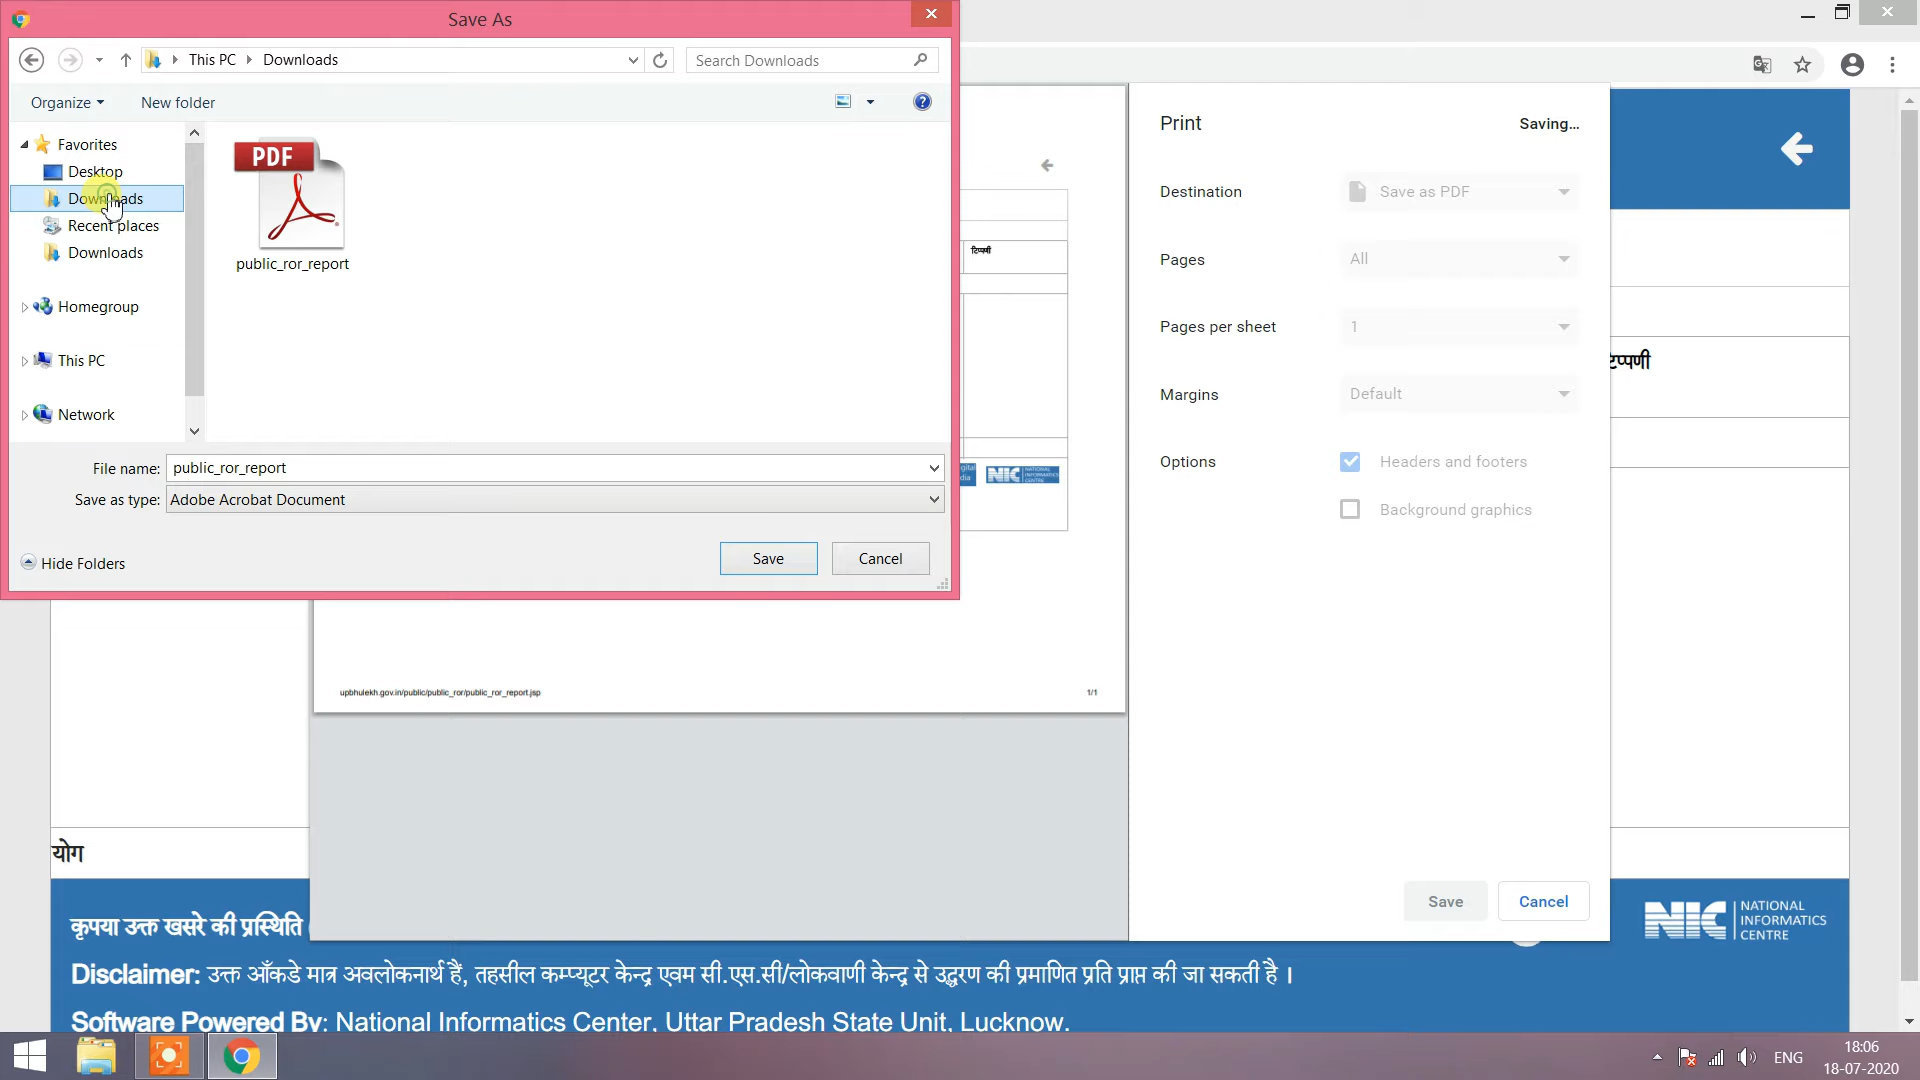 Save As
This PC
Downloads
Search Downloads
Organize
New folder
Favorites
Desktop
Downloads
Recent places
Downloads
Homegroup
This PC
Network
PDF
public_ror_report
File name:
public_ror_report
Save as type:
Adobe Acrobat Document
Hide Folders
Save
Cancel
टिप्पणी
NIC NATIONAL INFORMATICS CENTRE
upbhulekh.gov.in/public/public_ror/public_ror_report.jsp
1/1
Print
Saving...
Destination
Save as PDF
Pages
All
Pages per sheet
1
Margins
Default
Options
Headers and footers
Background graphics
Save
Cancel
योग
कृपया उक्त खसरे की प्रस्थिति
NIC
NATIONAL
INFORMATICS
CENTRE
Disclaimer: उक्त आँकडे मात्र अवलोकनार्थ हैं, तहसील कम्प्यूटर केन्द्र एवम सी.एस.सी/लोकवाणी केन्द्र से उद्धरण की प्रमाणित प्रति प्राप्त की जा सकती है ।
Software Powered By: National Informatics Center, Uttar Pradesh State Unit, Lucknow.
ENG
18:06
18-07-2020